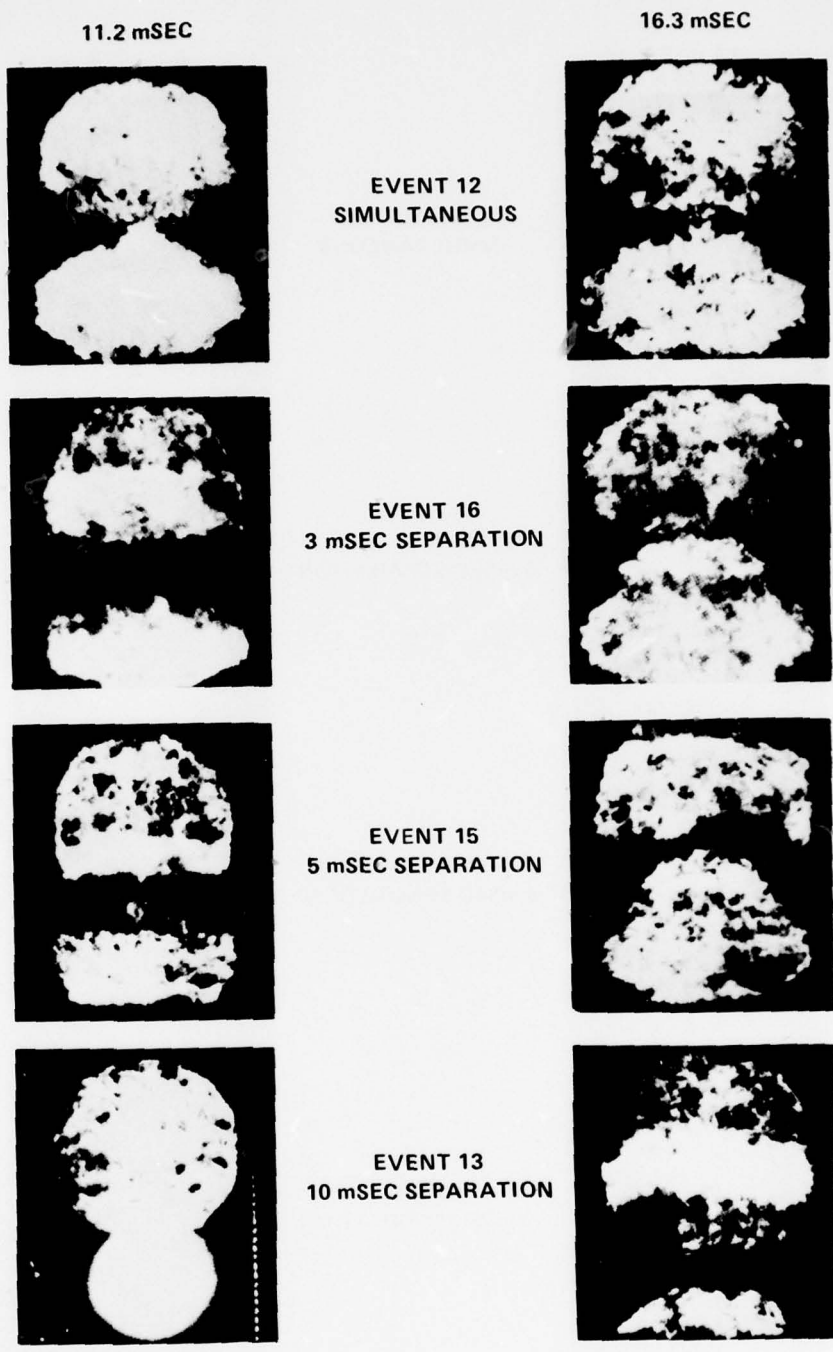 11.2 mSEC
16.3 mSEC
EVENT 12
SIMULTANEOUS
EVENT 16
3 mSEC SEPARATION
EVENT 15
5 mSEC SEPARATION
EVENT 13
10 mSEC SEPARATION